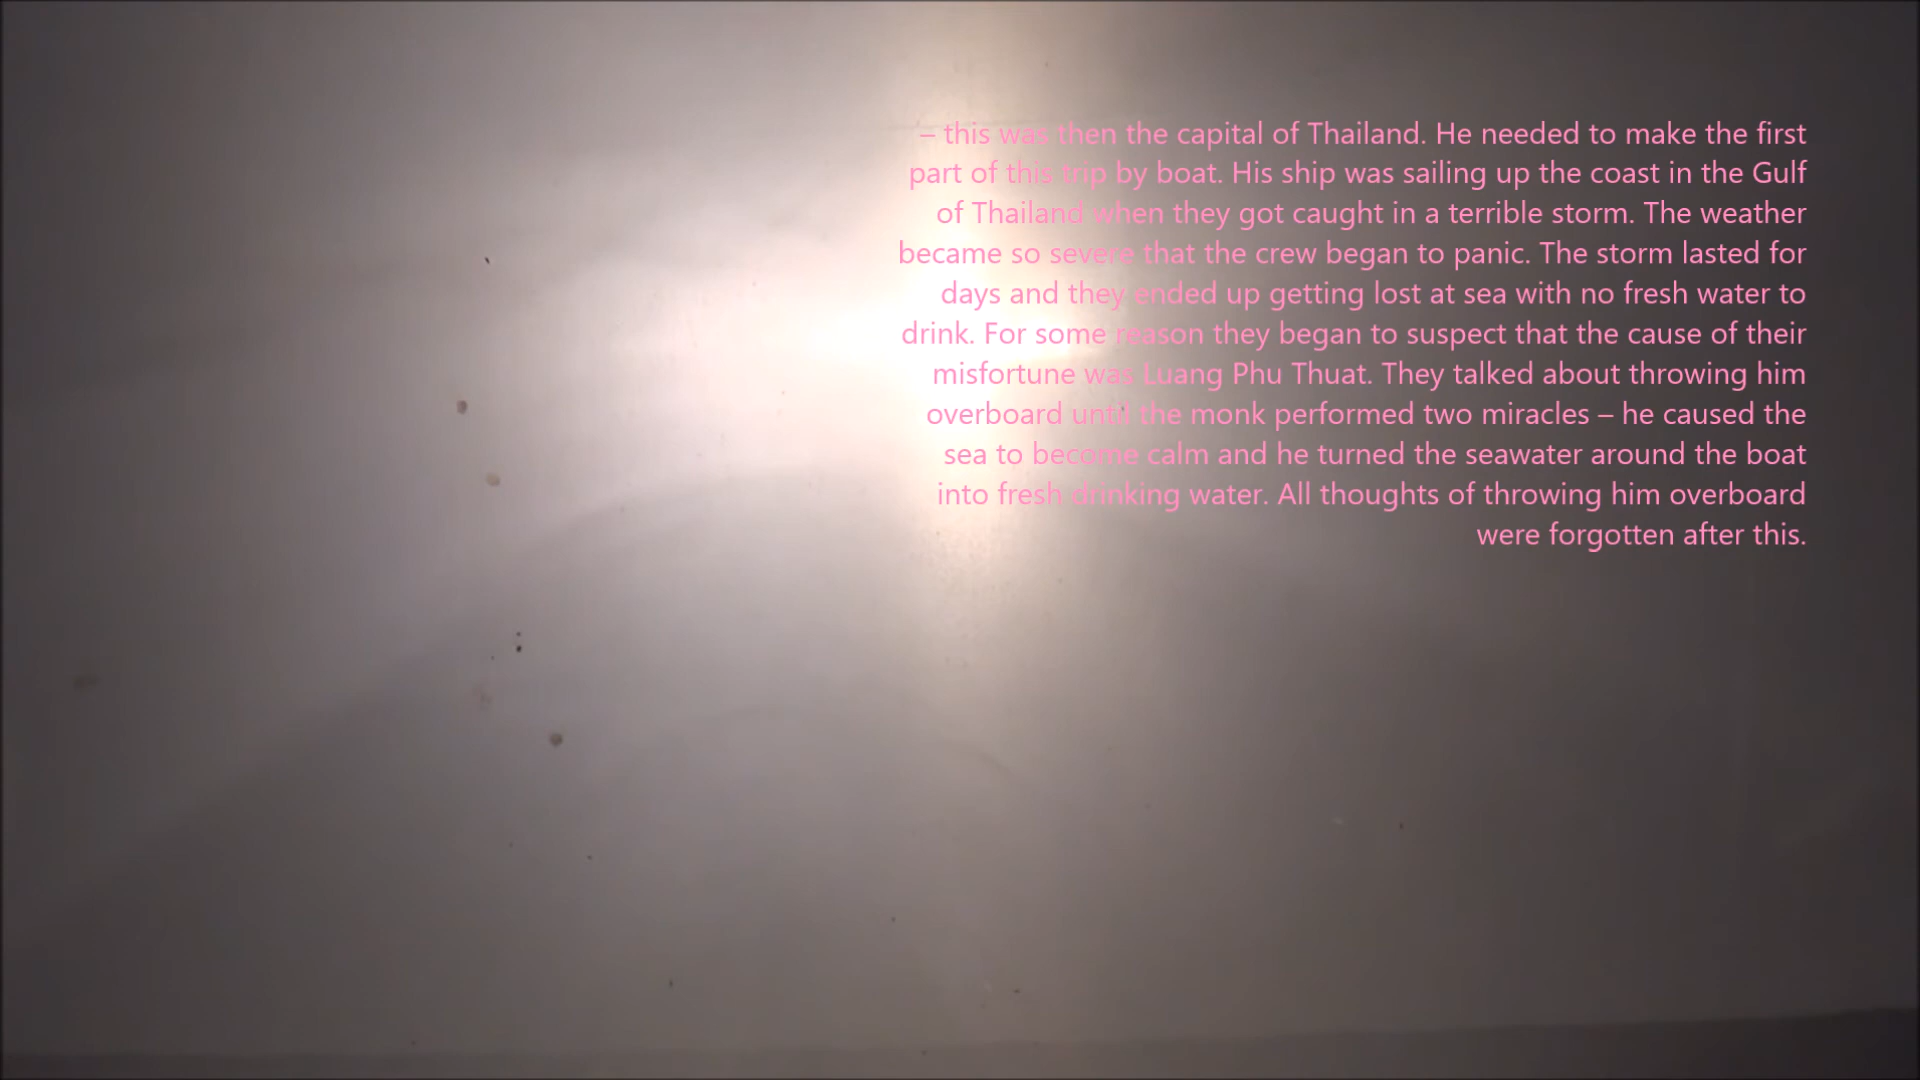 – this was then the capital of Thailand. He needed to make the first
part of this trip by boat. His ship was sailing up the coast in the Gulf
of Thailand when they got caught in a terrible storm. The weather
became so severe that the crew began to panic. The storm lasted for
days and they ended up getting lost at sea with no fresh water to
drink. For some reason they began to suspect that the cause of their
misfortune was Luang Phu Thuat. They talked about throwing him
overboard until the monk performed two miracles – he caused the
sea to become calm and he turned the seawater around the boat
into fresh drinking water. All thoughts of throwing him overboard
were forgotten after this.